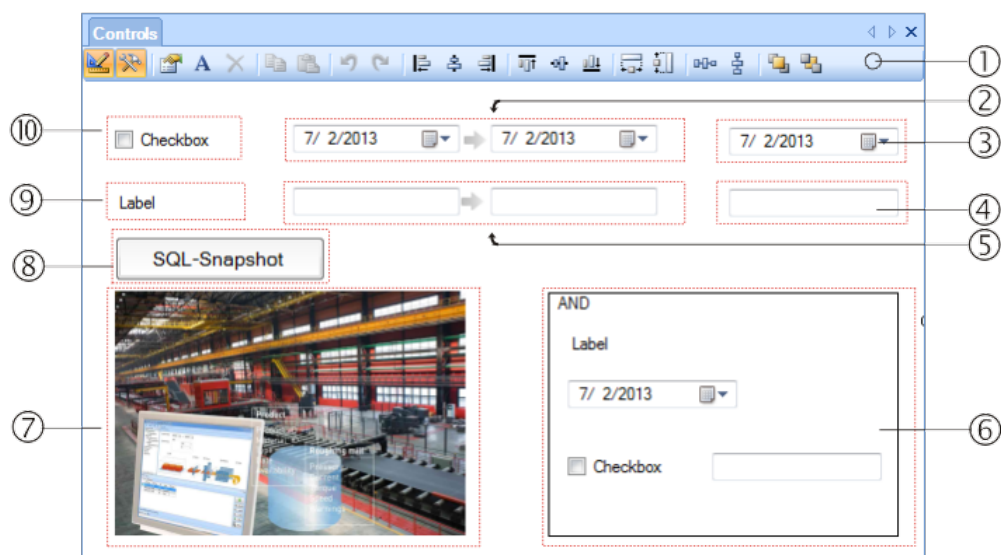 Controls
A
①
②
⑩ Checkbox 7/ 2/2013 7/ 2/2013 7/ 2/2013 ③
⑨ Label ④
⑤
⑧ SQL-Snapshot
AND
Label
7/ 2/2013
⑦ Product ⑥
Checkbox